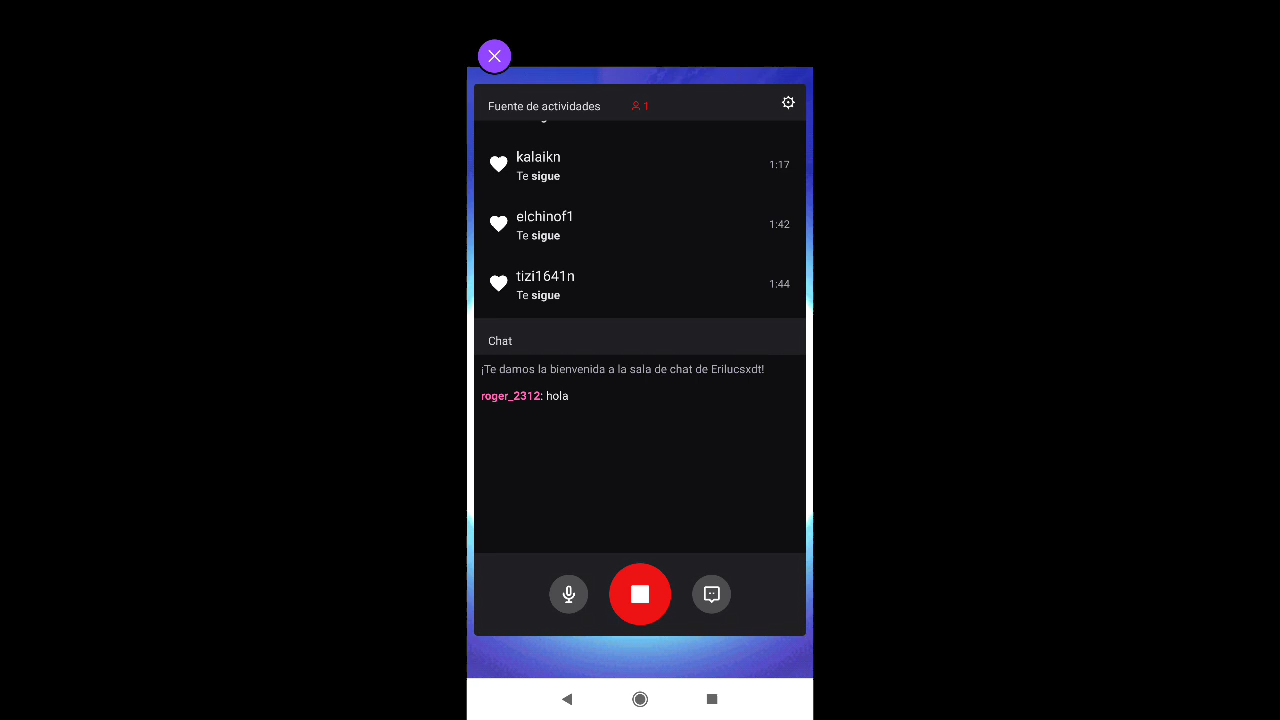 Fuente de actividades 1
kalaikn
Te sigue
1:17
elchinof1
Te sigue
1:42
tizi1641n
Te sigue
1:44
Chat
¡Te damos la bienvenida a la sala de chat de Erilucsxdt!
roger_2312: hola